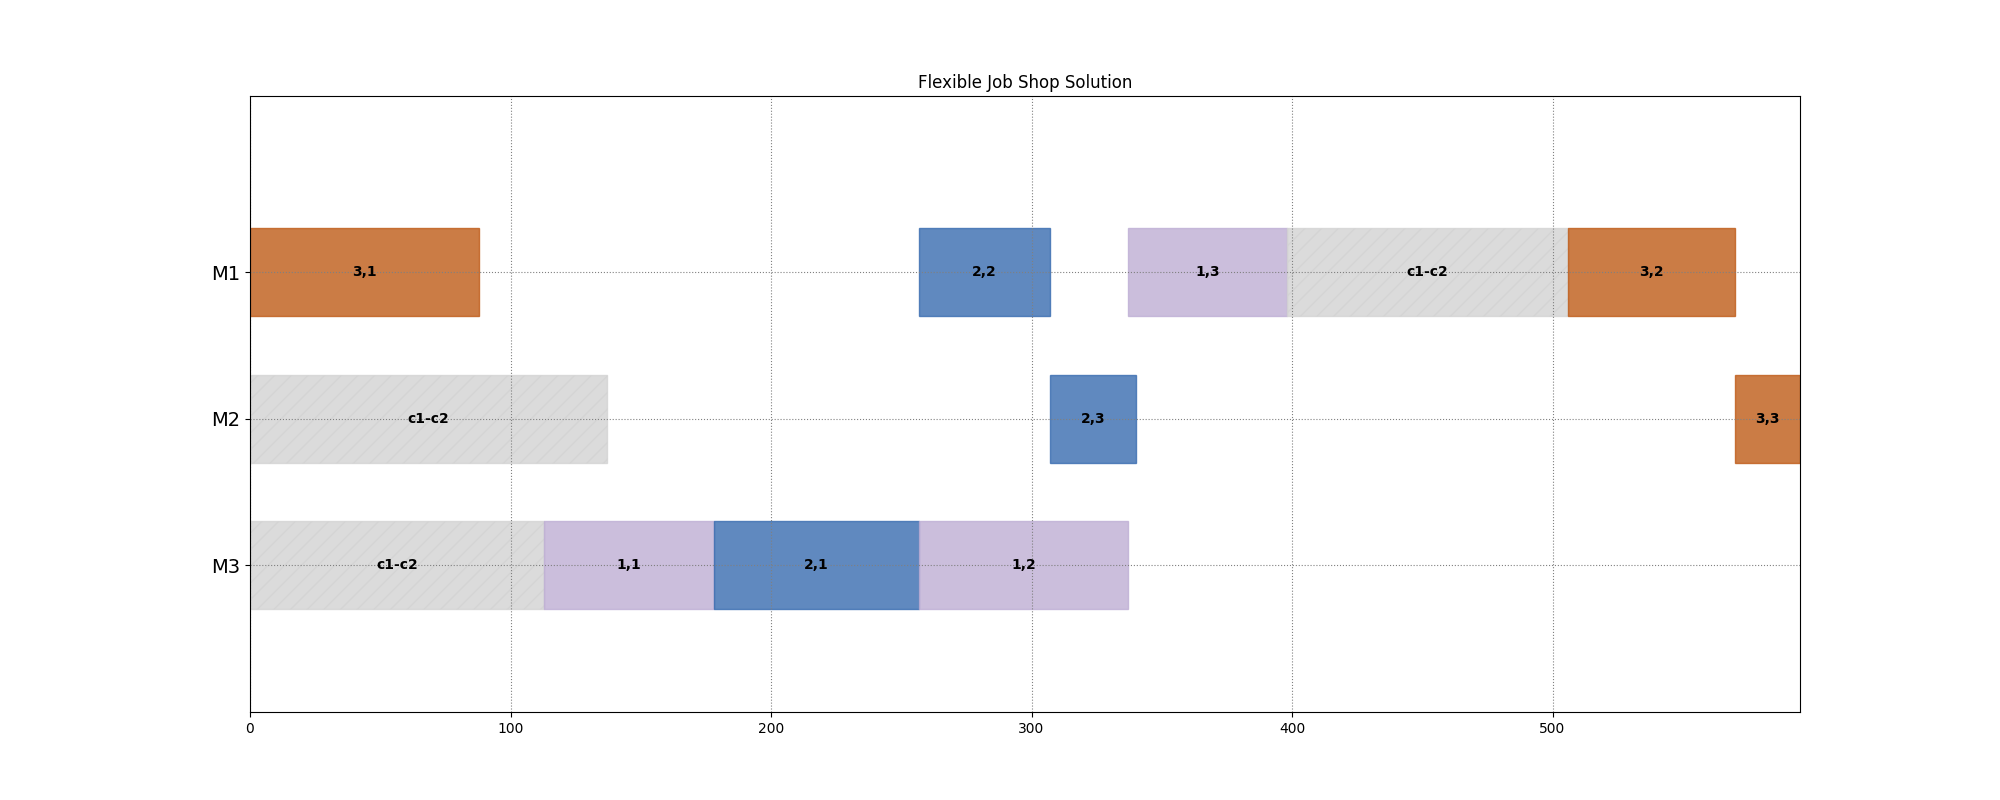 Flexible Job Shop Solution
M1
3,1
2,2
1,3
c1-c2
3,2
M2
c1-c2
2,3
3,3
M3
c1-c2
1,1
2,1
1,2
0
100
200
300
400
500